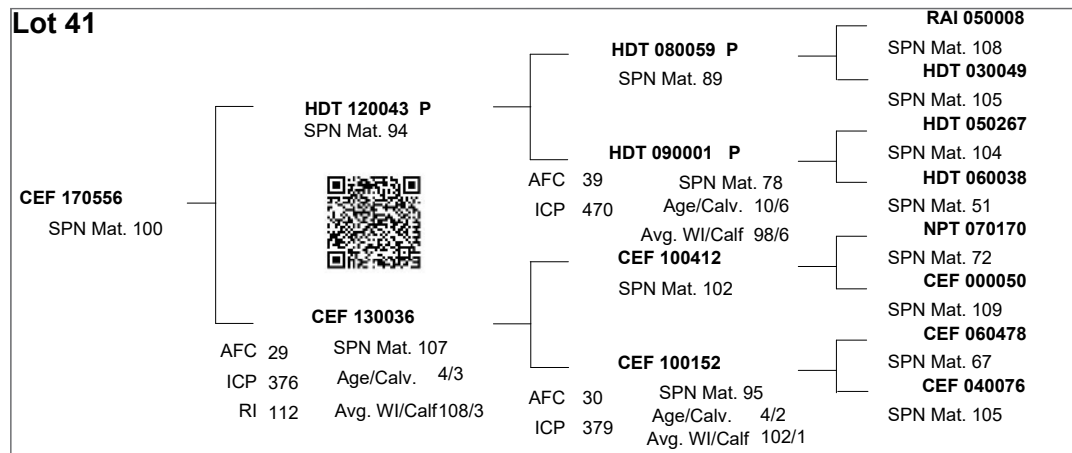 Lot 41
CEF 170556
SPN Mat. 100
HDT 120043 P
SPN Mat. 94
CEF 130036
AFC 29 SPN Mat. 107
ICP 376 Age/Calv. 4/3
RI 112 Avg. WI/Calf 108/3
HDT 080059 P
SPN Mat. 89
HDT 090001 P
AFC 39 SPN Mat. 78
ICP 470 Age/Calv. 10/6
Avg. WI/Calf 98/6
CEF 100412
SPN Mat. 102
CEF 100152
AFC 30 SPN Mat. 95
ICP 379 Age/Calv. 4/2
Avg. WI/Calf 102/1
RAI 050008
SPN Mat. 108
HDT 030049
SPN Mat. 105
HDT 050267
SPN Mat. 104
HDT 060038
SPN Mat. 51
NPT 070170
SPN Mat. 72
CEF 000050
SPN Mat. 109
CEF 060478
SPN Mat. 67
CEF 040076
SPN Mat. 105